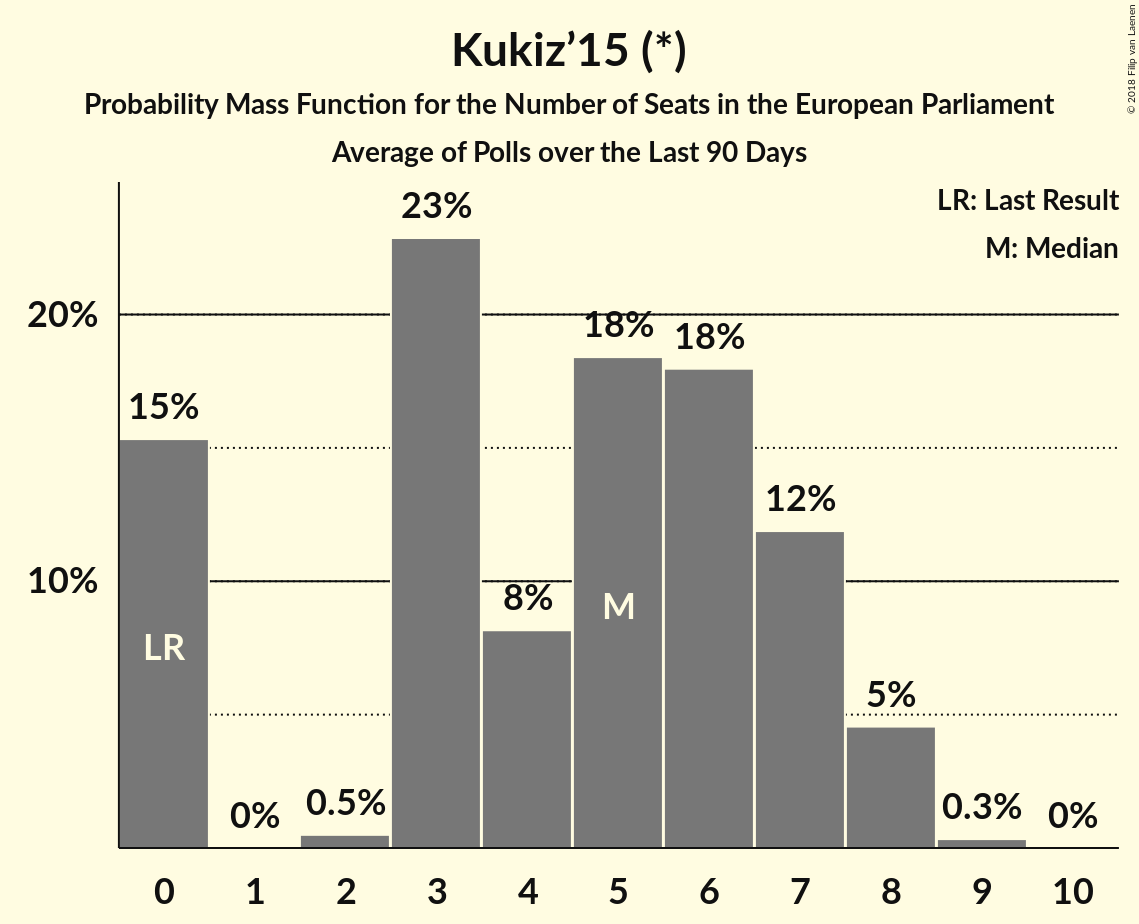 Kukiz’15 (*)
Probability Mass Function for the Number of Seats in the European Parliament
Average of Polls over the Last 90 Days
© 2018 Filip van Laenen
LR: Last Result
M: Median
20%
10%
15%
0%
0.5%
23%
8%
18%
18%
12%
5%
0.3%
0%
LR
M
0 1 2 3 4 5 6 7 8 9 10